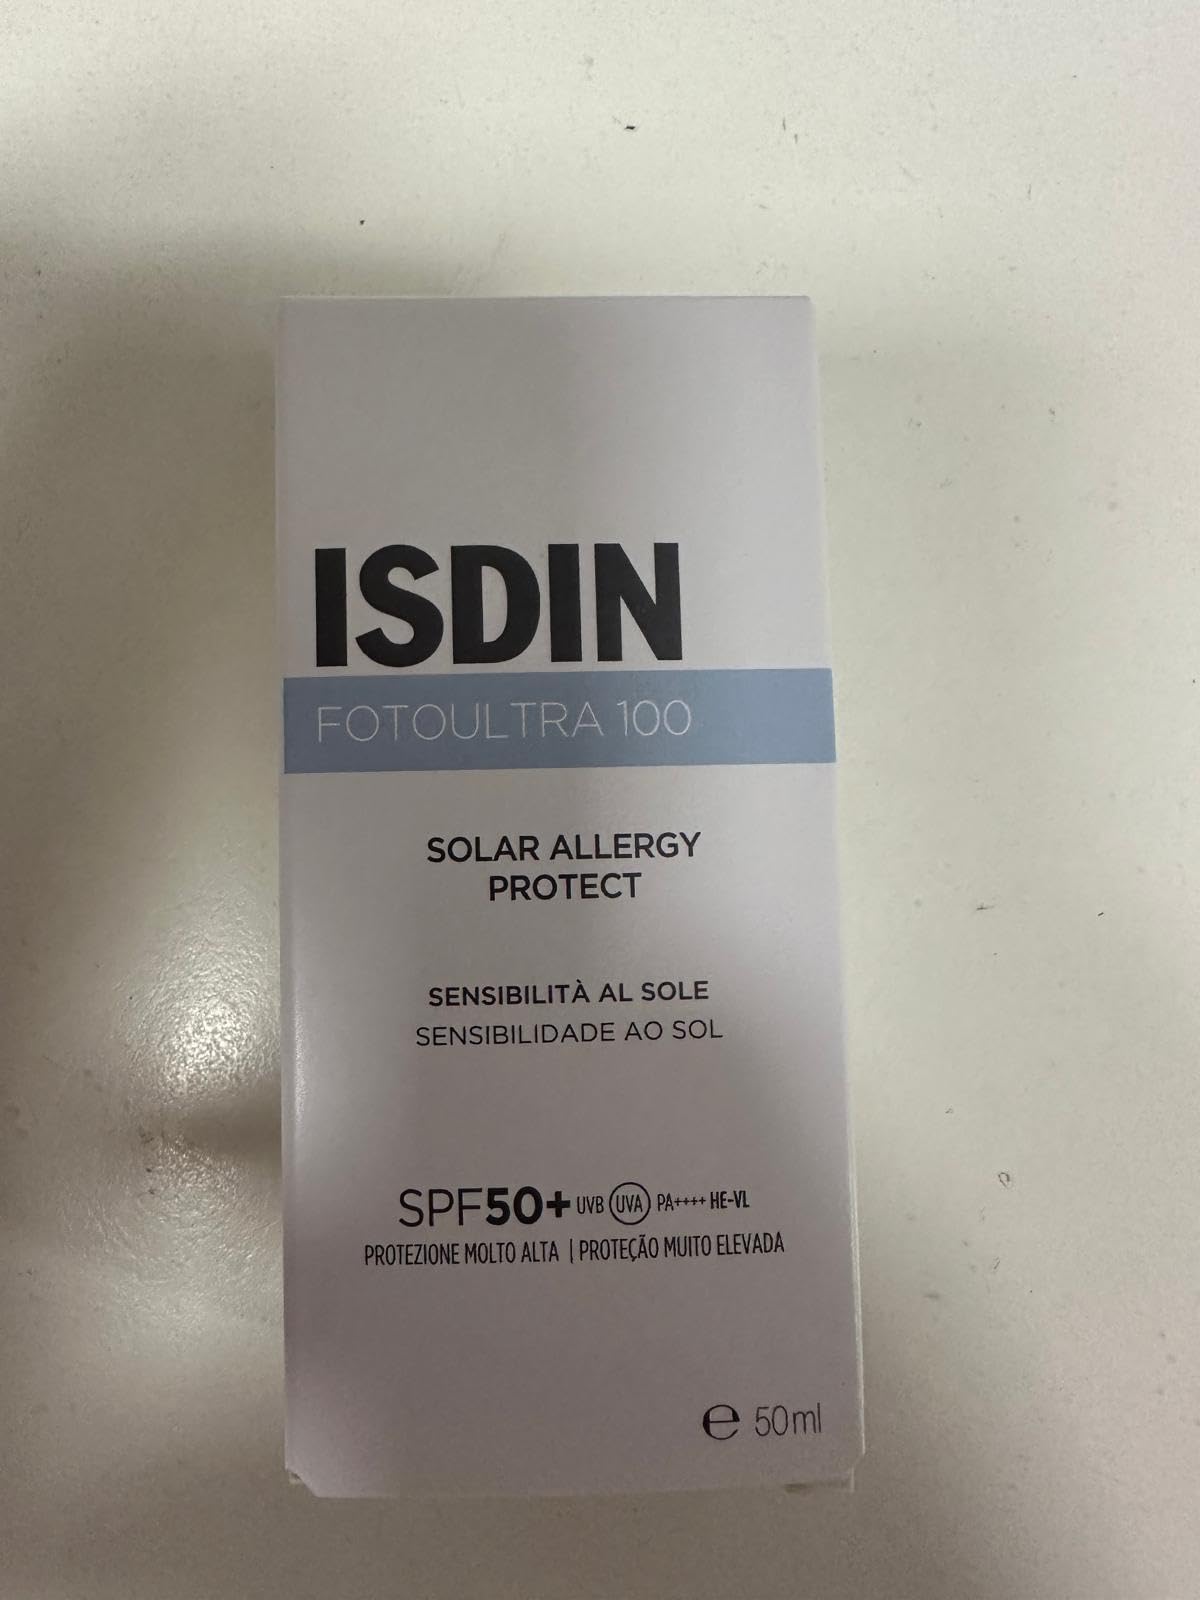 ISDIN
FOTOULTRA 100
SOLAR ALLERGY
PROTECT
SENSIBILITÀ AL SOLE
SENSIBILIDADE AO SOL
SPF50+ UVB UVA PA++++ HE-VL
PROTEZIONE MOLTO ALTA | PROTEÇÃO MUITO ELEVADA
℮ 50ml